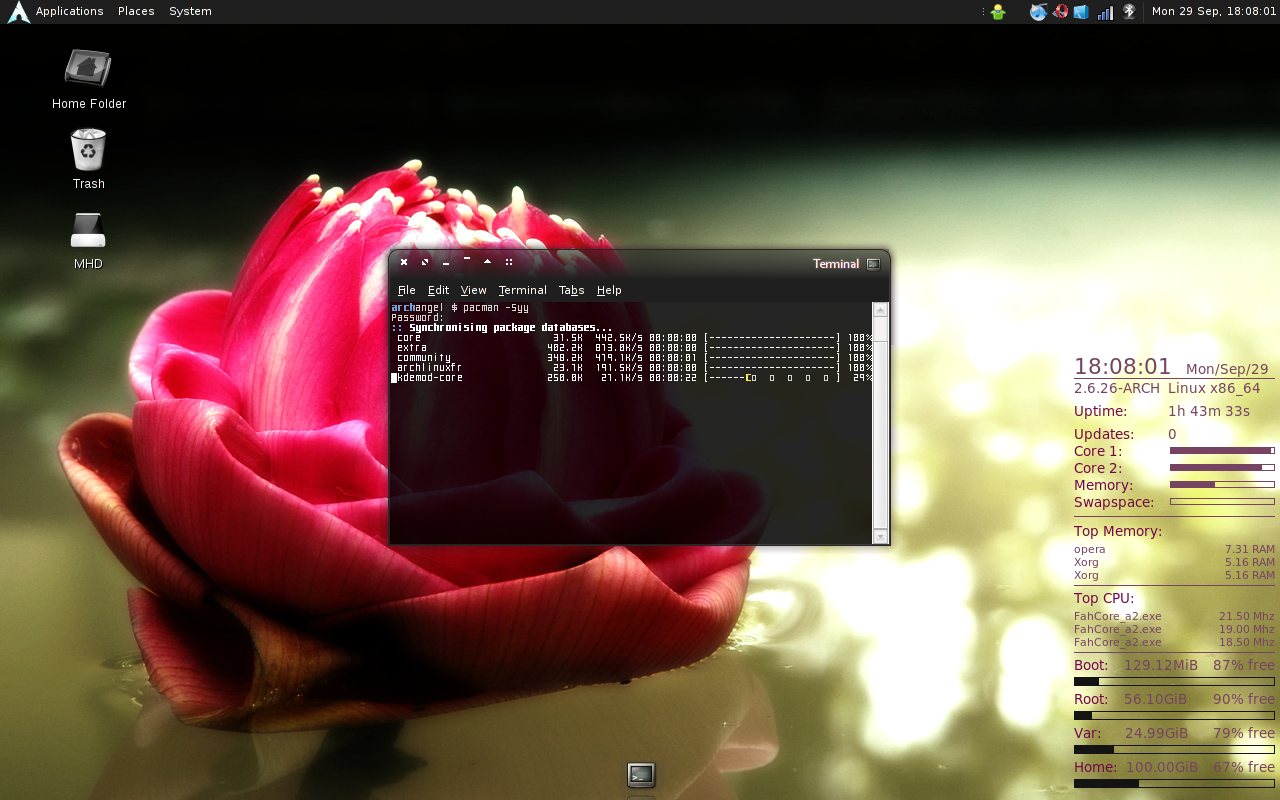 Applications Places System Mon 29 Sep, 18:08:01
Home Folder
Trash
MHD
Terminal
File Edit View Terminal Tabs Help
archangel $ pacman -Syy
Password:
:: Synchronising package databases...
core 31.5K 442.5K/s 00:00:00 [---------------------] 100%
extra 402.2K 873.0K/s 00:00:00 [---------------------] 100%
community 348.2K 419.1K/s 00:00:01 [---------------------] 100%
archlinuxfr 23.1K 191.5K/s 00:00:00 [---------------------] 100%
kdemod-core 250.0K 21.1K/s 00:00:22 [------Co o o o o ] 29%
18:08:01 Mon/Sep/29
2.6.26-ARCH Linux x86_64
Uptime: 1h 43m 33s
Updates: 0
Core 1:
Core 2:
Memory:
Swapspace:
Top Memory:
opera 7.31 RAM
Xorg 5.16 RAM
Xorg 5.16 RAM
Top CPU:
FahCore_a2.exe 21.50 Mhz
FahCore_a2.exe 19.00 Mhz
FahCore_a2.exe 18.50 Mhz
Boot: 129.12MiB 87% free
Root: 56.10GiB 90% free
Var: 24.99GiB 79% free
Home: 100.00GiB 67% free